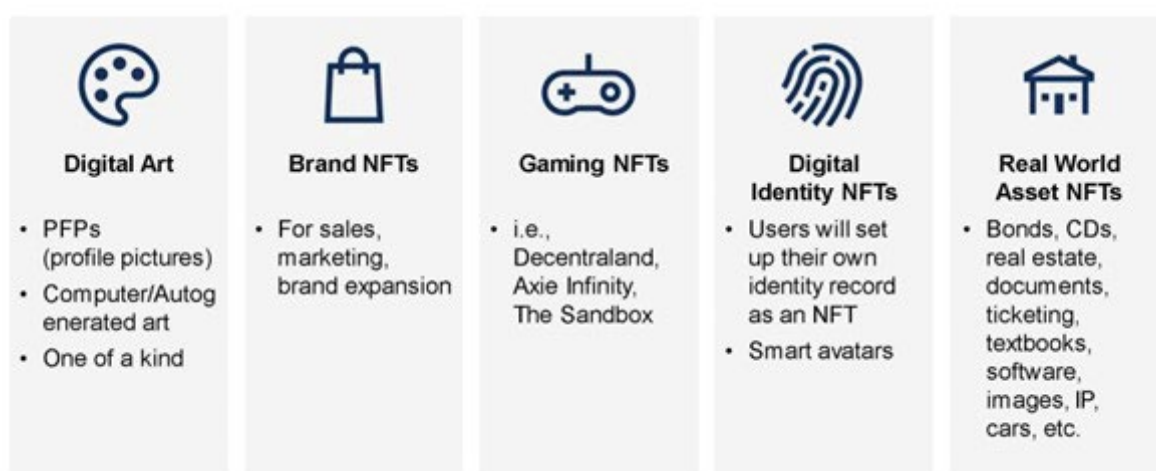 Digital Art
• PFPs
(profile pictures)
• Computer/Autog
enerated art
• One of a kind
Brand NFTs
• For sales,
marketing,
brand expansion
Gaming NFTs
• i.e.,
Decentraland,
Axie Infinity,
The Sandbox
Digital
Identity NFTs
• Users will set
up their own
identity record
as an NFT
• Smart avatars
Real World
Asset NFTs
• Bonds, CDs,
real estate,
documents,
ticketing,
textbooks,
software,
images, IP,
cars, etc.